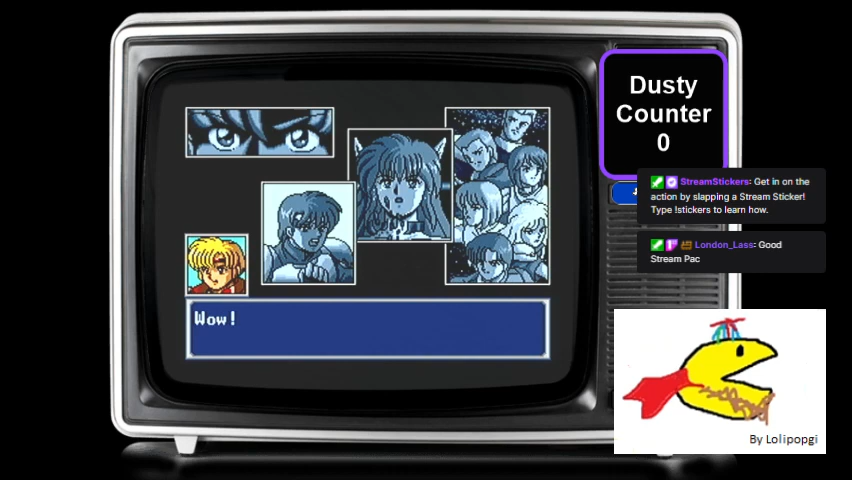 Dusty
Counter
0
StreamStickers: Get in on the
action by slapping a Stream Sticker!
Type !stickers to learn how.
London_Lass: Good
Stream Pac
Wow!
By Lolipopgi